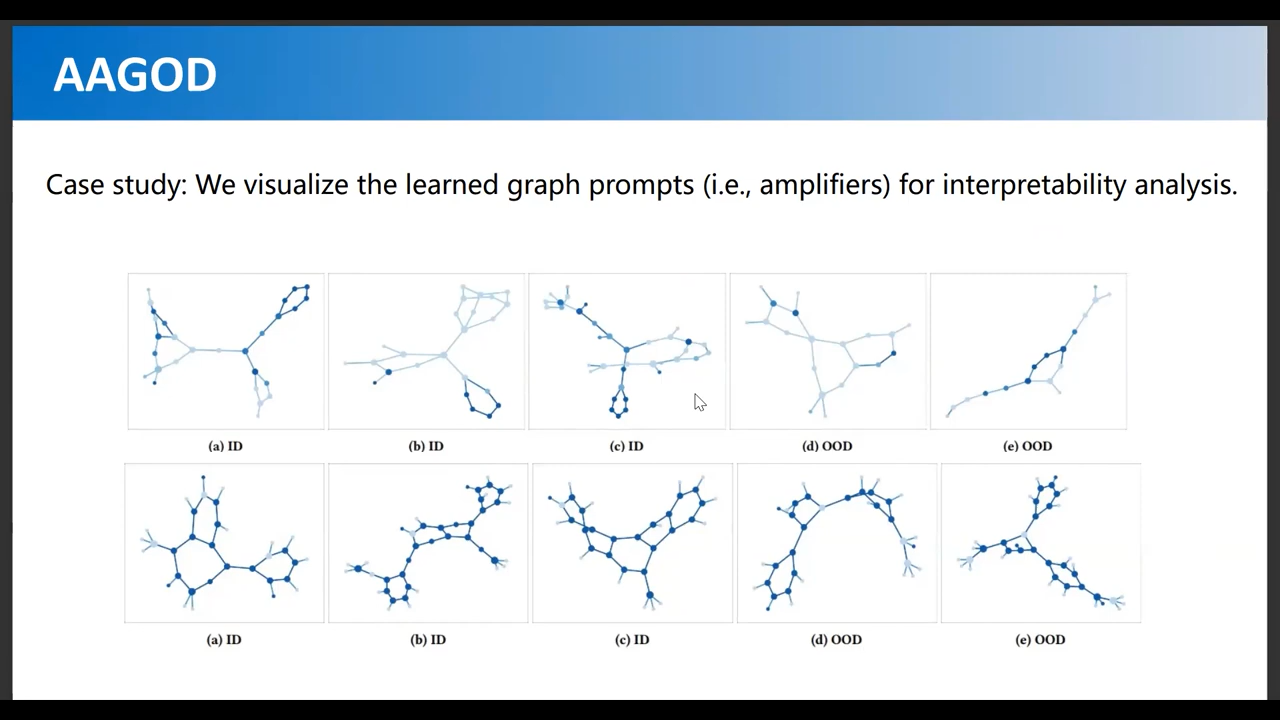 AAGOD
Case study: We visualize the learned graph prompts (i.e., amplifiers) for interpretability analysis.
(a) ID
(b) ID
(c) ID
(d) OOD
(e) OOD
(a) ID
(b) ID
(c) ID
(d) OOD
(e) OOD